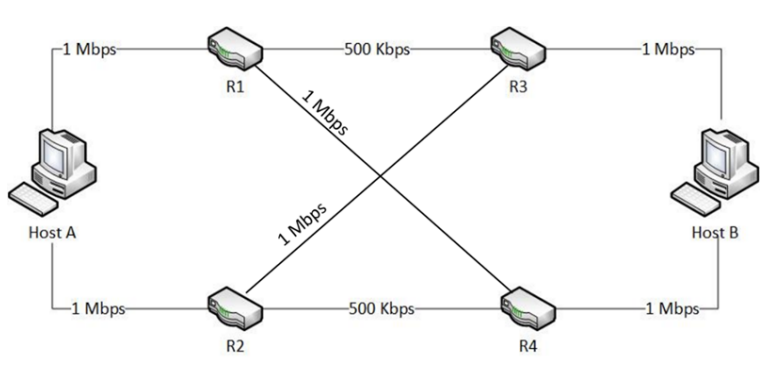 1 Mbps
500 Kbps
1 Mbps
R1
R3
1 Mbps
Host A
Host B
1 Mbps
1 Mbps
500 Kbps
1 Mbps
R2
R4